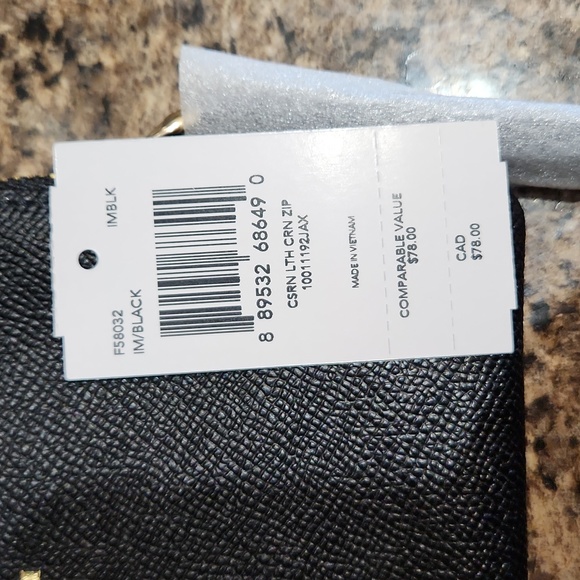 F58032 IMBLK
IM/BLACK
8 89532 68649 0
CSRN LTH CRN ZIP
10011192JAX
MADE IN VIETNAM
COMPARABLE VALUE
$78.00
CAD
$78.00